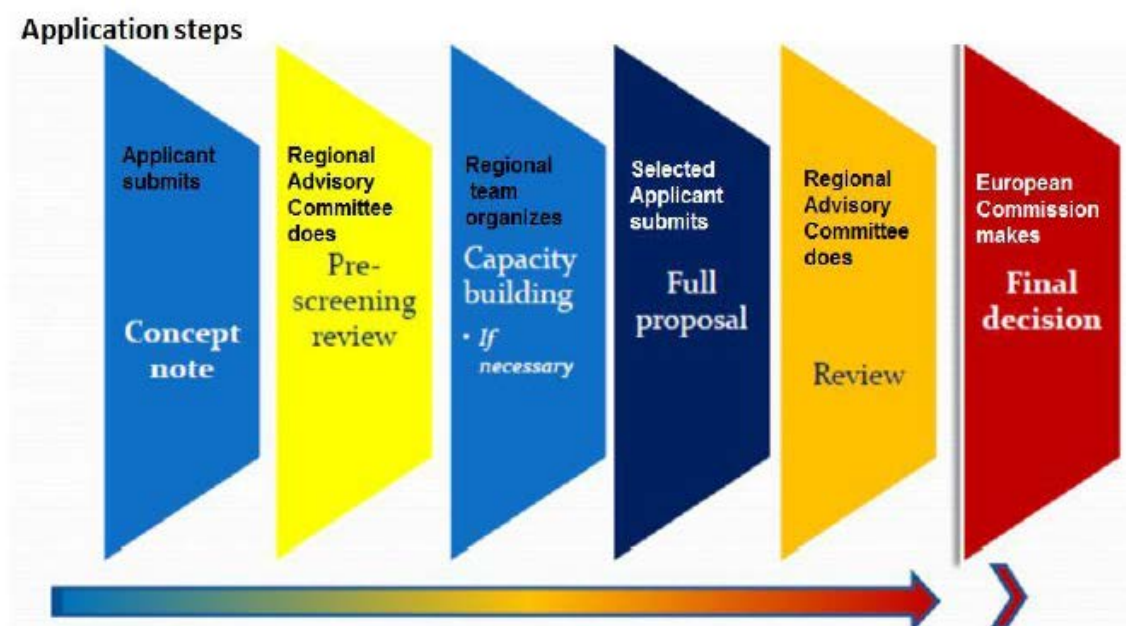 Application steps
Applicant
submits
Concept
note
Regional
Advisory
Committee
does
Pre-
screening
review
Regional
team
organizes
Capacity
building
• If
necessary
Selected
Applicant
submits
Full
proposal
Regional
Advisory
Committee
does
Review
European
Commission
makes
Final
decision